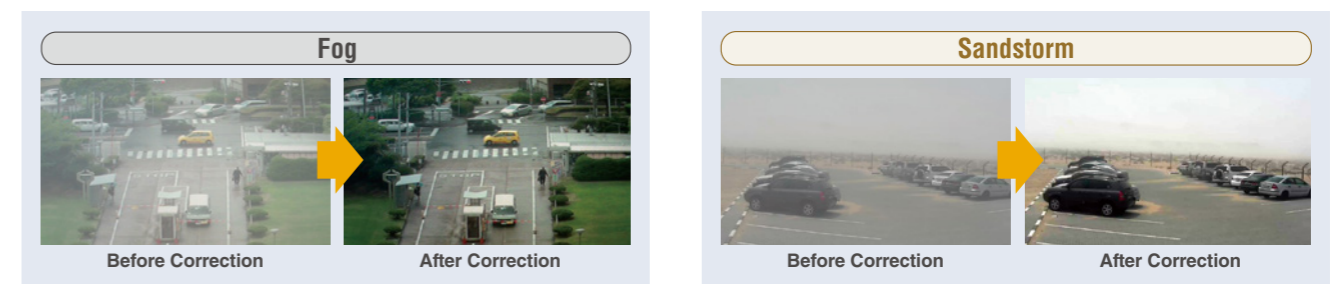 Fog
Before Correction
After Correction
Sandstorm
Before Correction
After Correction